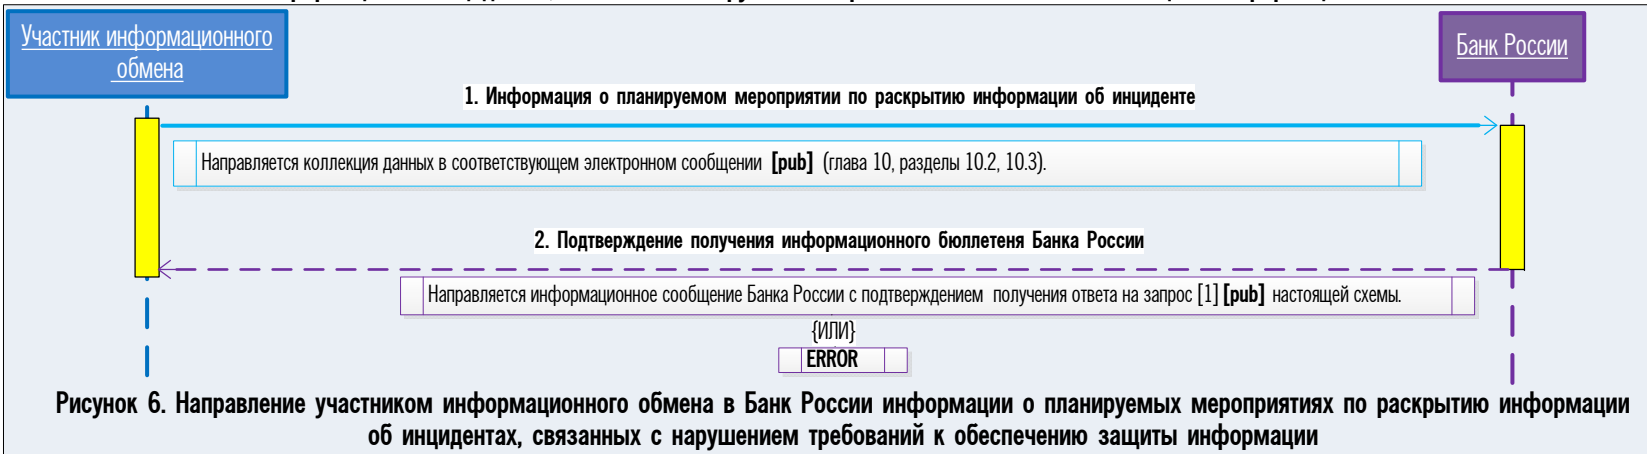 Участник информационного
обмена
Банк России
1. Информация о планируемом мероприятии по раскрытию информации об инциденте
Направляется коллекция данных в соответствующем электронном сообщении [pub] (глава 10, разделы 10.2, 10.3).
2. Подтверждение получения информационного бюллетеня Банка России
Направляется информационное сообщение Банка России с подтверждением получения ответа на запрос [1] [pub] настоящей схемы.
{ИЛИ}
ERROR
Рисунок 6. Направление участником информационного обмена в Банк России информации о планируемых мероприятиях по раскрытию информации
об инцидентах, связанных с нарушением требований к обеспечению защиты информации